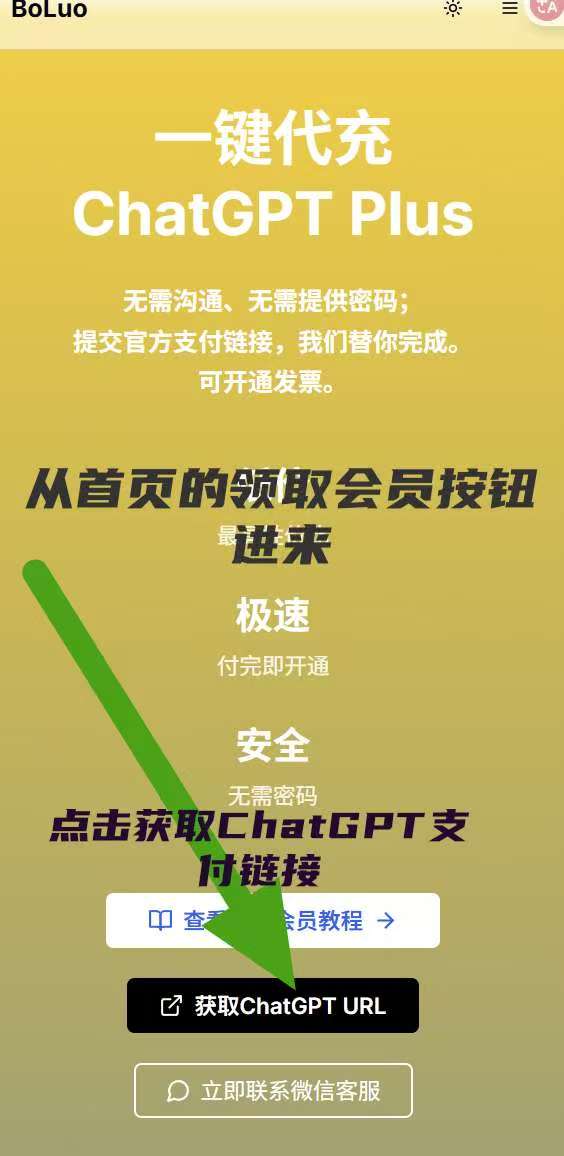 BoLuo
一键代充
ChatGPT Plus
无需沟通、无需提供密码；
提交官方支付链接，我们替你完成。
可开通发票。
从首页的领取会员按钮
进来
极速
付完即开通
安全
无需密码
点击获取ChatGPT支
付链接
查看 会员教程
获取ChatGPT URL
立即联系微信客服